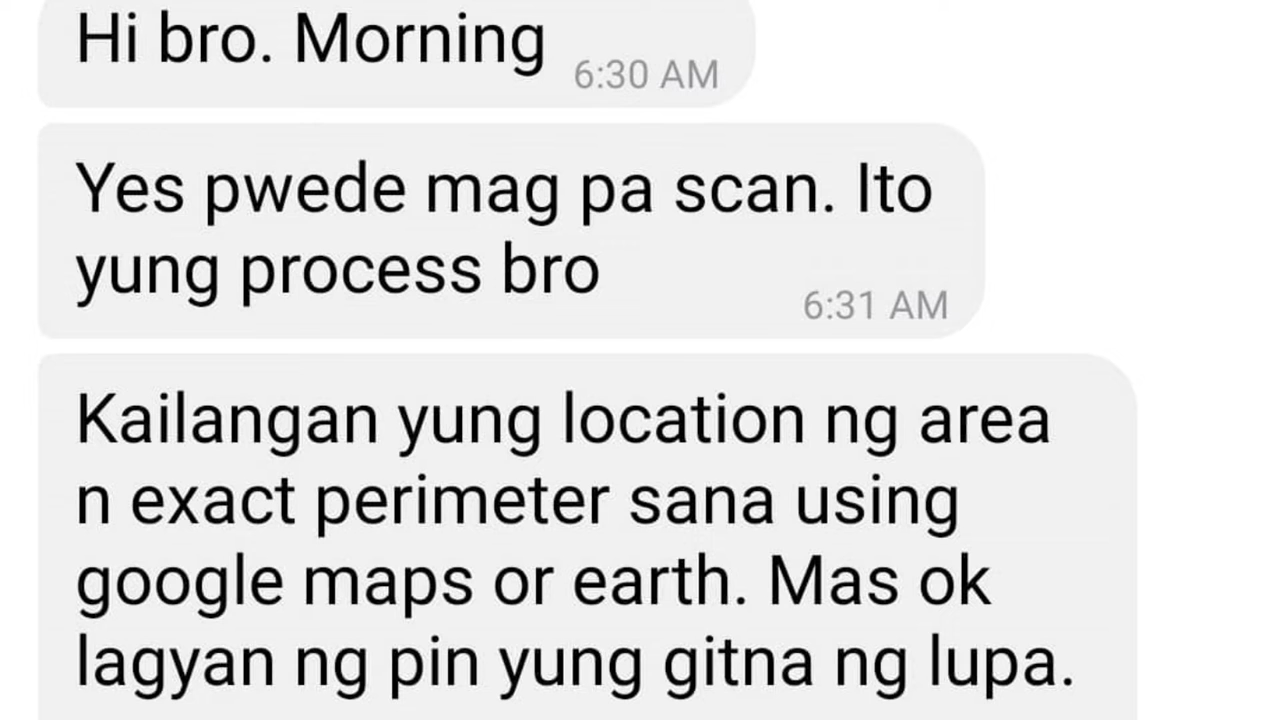 Hi bro. Morning
6:30 AM
Yes pwede mag pa scan. Ito
yung process bro
6:31 AM
Kailangan yung location ng area
n exact perimeter sana using
google maps or earth. Mas ok
lagyan ng pin yung gitna ng lupa.